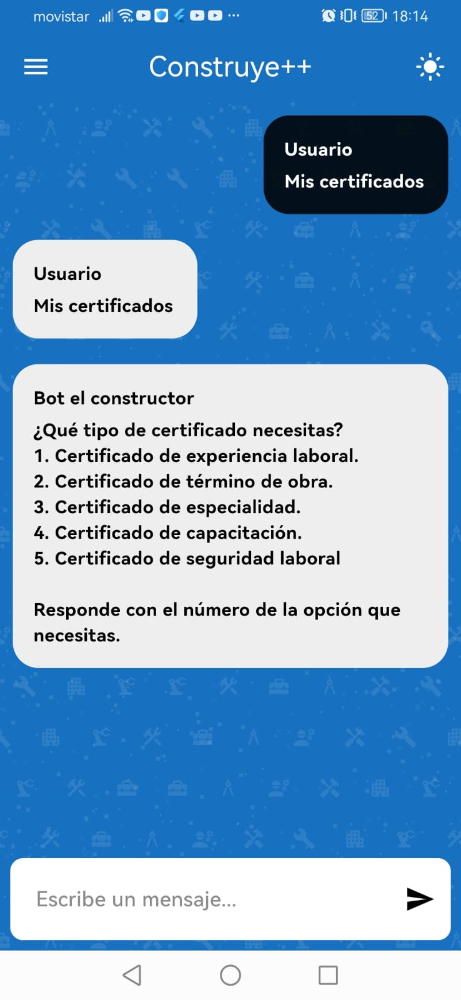 movistar 52 18:14
Construye++
Usuario
Mis certificados
Usuario
Mis certificados
Bot el constructor
¿Qué tipo de certificado necesitas?
1. Certificado de experiencia laboral.
2. Certificado de término de obra.
3. Certificado de especialidad.
4. Certificado de capacitación.
5. Certificado de seguridad laboral
Responde con el número de la opción que
necesitas.
Escribe un mensaje...